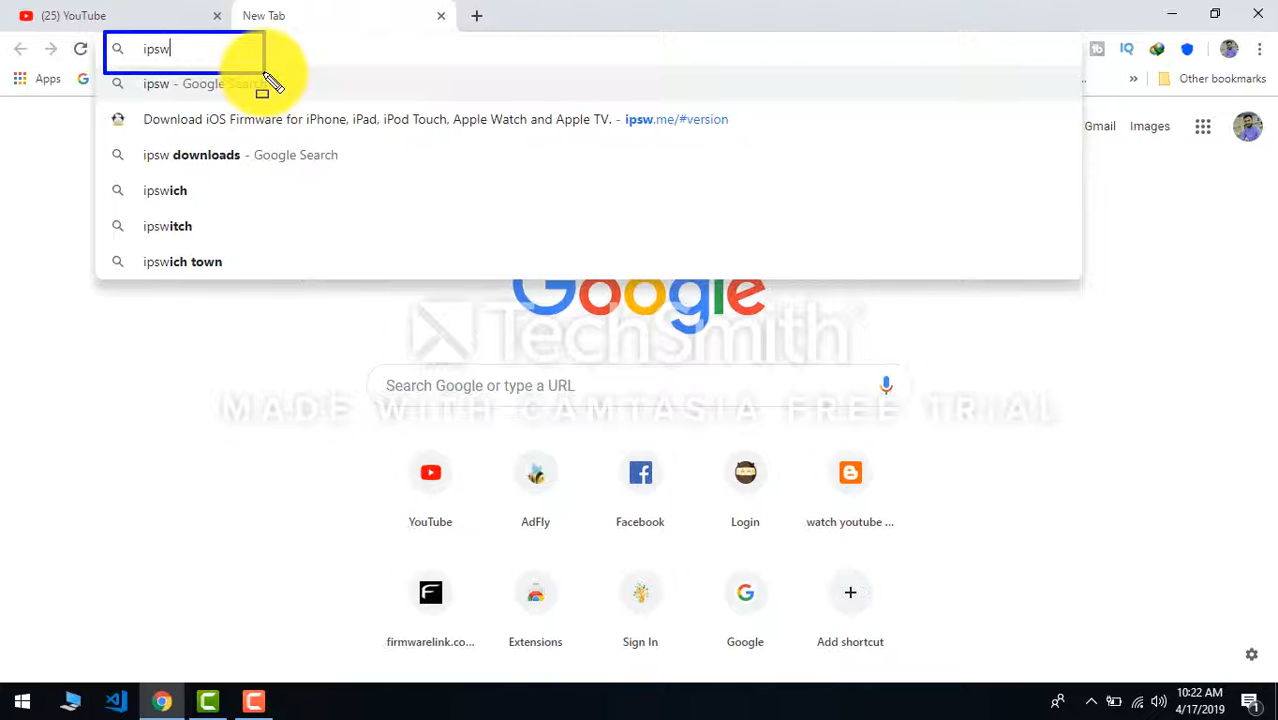 (25) YouTube
New Tab
ipsw
Apps
Other bookmarks
ipsw - Google Search
Download iOS Firmware for iPhone, iPad, iPod Touch, Apple Watch and Apple TV. - ipsw.me/#version
ipsw downloads - Google Search
ipswich
ipswitch
ipswich town
Gmail Images
Google
TechSmith
Search Google or type a URL
MADE WITH CAMTASIA FREE TRIAL
YouTube AdFly Facebook Login watch youtube ...
firmwarelink.co... Extensions Sign In Google Add shortcut
10:22 AM
4/17/2019